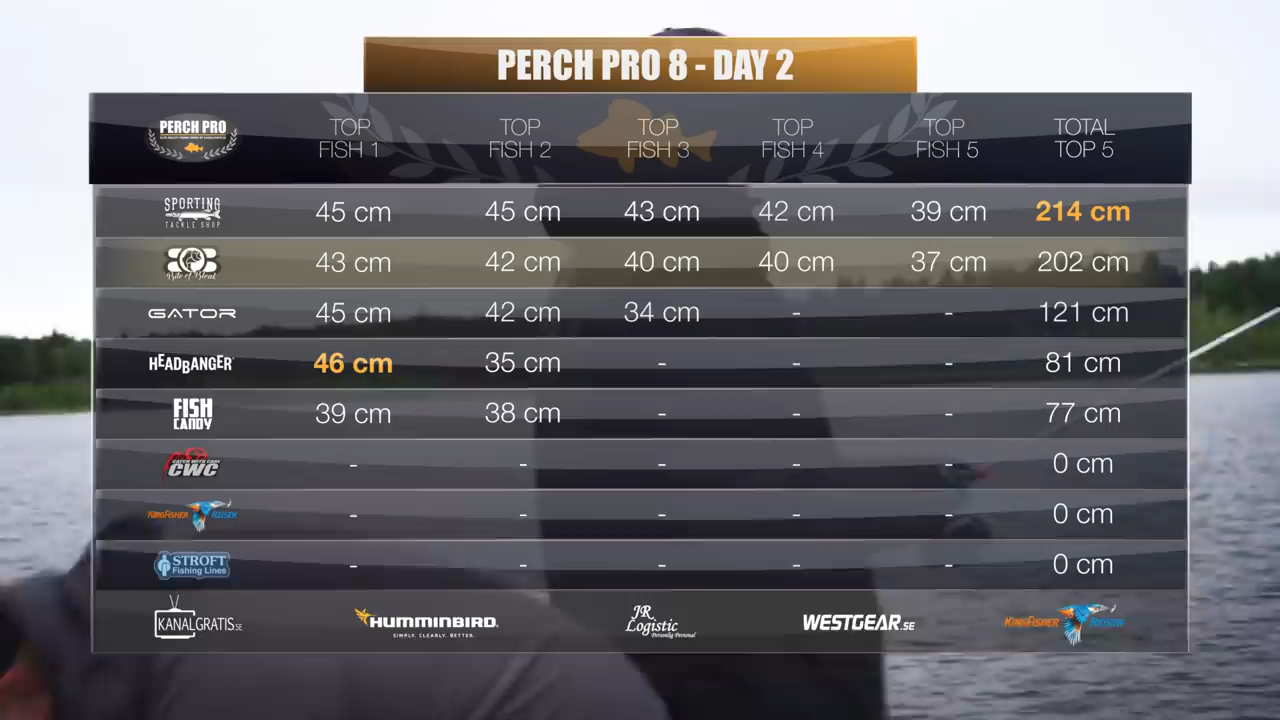 PERCH PRO 8 - DAY 2
PERCH PRO
TOP FISH 1
TOP FISH 2
TOP FISH 3
TOP FISH 4
TOP FISH 5
TOTAL TOP 5
SPORTING
TACKLE SHOP
45 cm 45 cm 43 cm 42 cm 39 cm 214 cm
Bite of Bleak
43 cm 42 cm 40 cm 40 cm 37 cm 202 cm
GATOR 45 cm 42 cm 34 cm - - 121 cm
HEADBANGER 46 cm 35 cm - - - 81 cm
FISH CANDY 39 cm 38 cm - - - 77 cm
CATCH WITH CARE
CWC - - - - - 0 cm
KINGFISHER REISEN - - - - - 0 cm
STROFT
Fishing Lines - - - - - 0 cm
KANALGRATIS.SE
HUMMINBIRD.
SIMPLY. CLEARLY. BETTER.
JR Logistic
Personlig Personal
WESTGEAR.SE
KINGFISHER REISEN